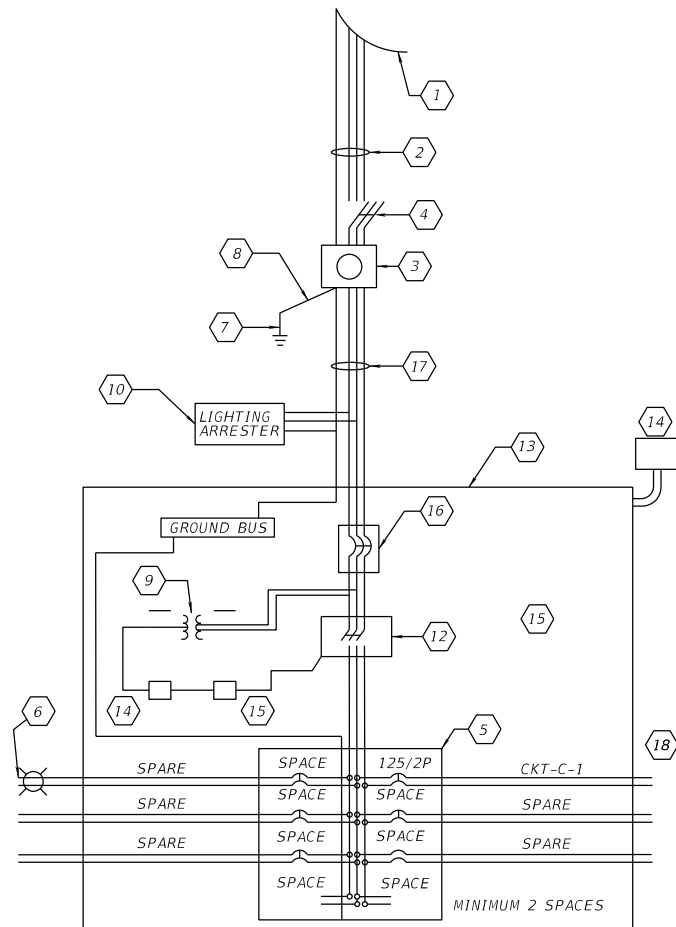 1
2
4
8
3
7
17
10
LIGHTING
ARRESTER
14
13
GROUND BUS
16
9
15
12
14
15
5
6
18
SPARE
SPACE
125/2P
CKT-C-1
SPACE
SPACE
SPARE
SPARE
SPACE
SPACE
SPARE
SPARE
SPACE
SPACE
MINIMUM 2 SPACES